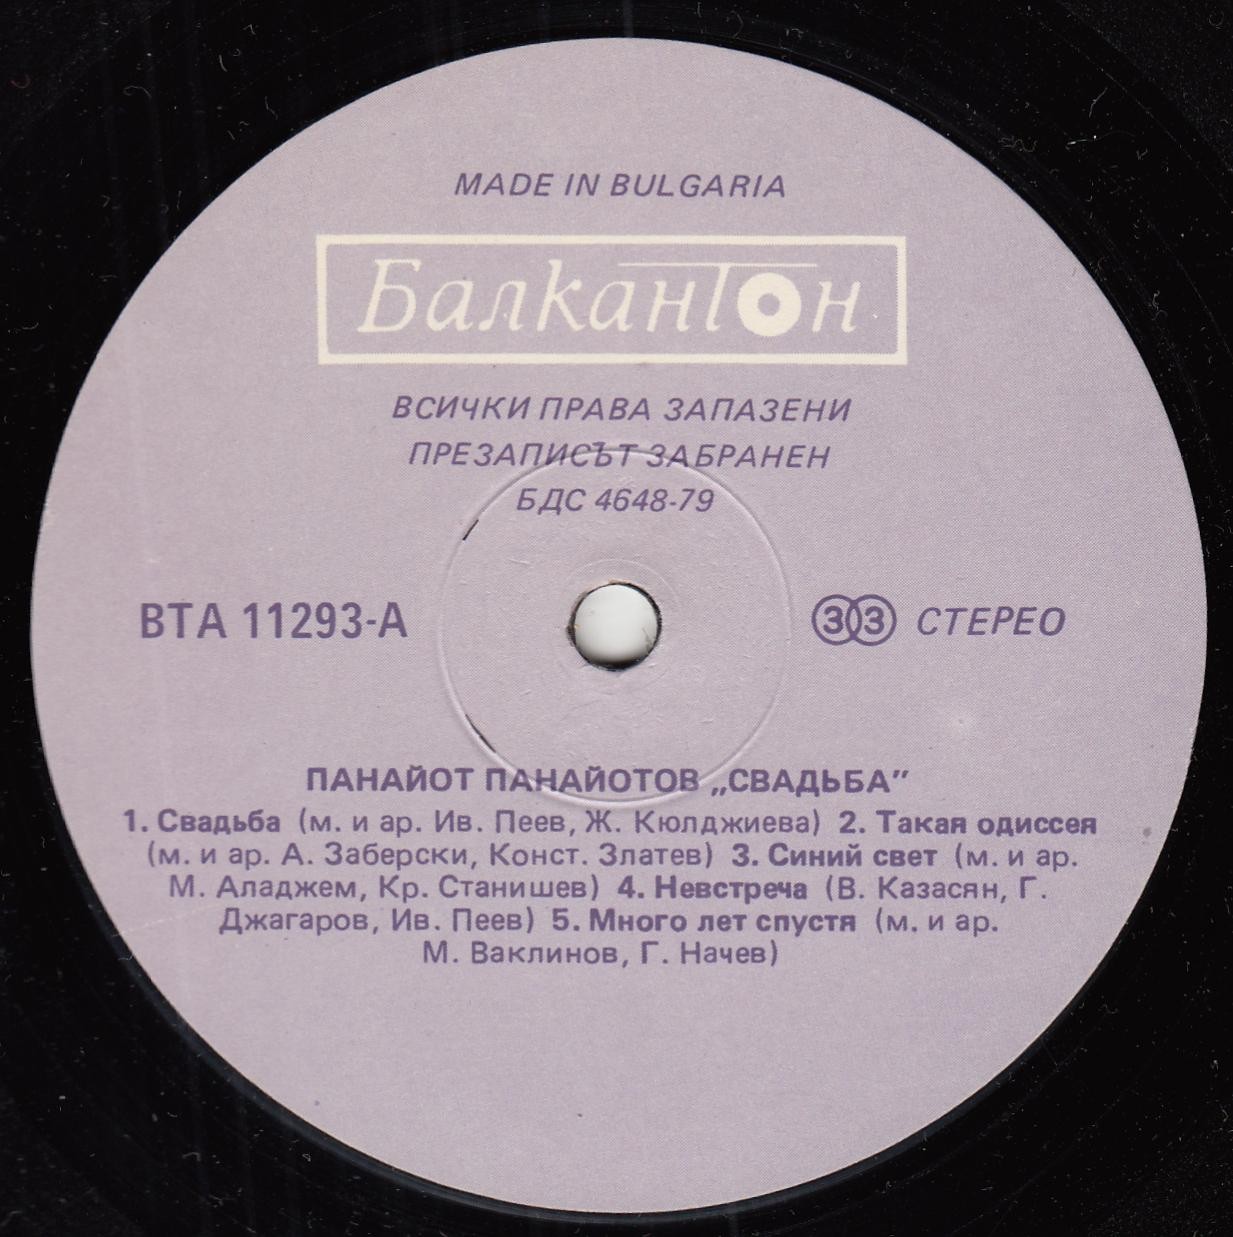 MADE IN BULGARIA
Балкантон
ВСИЧКИ ПРАВА ЗАПАЗЕНИ
ПРЕЗАПИСЪТ ЗАБРАНЕН
БДС 4648-79
ВТА 11293-А
33 СТЕРЕО
ПАНАЙОТ ПАНАЙОТОВ „СВАДЬБА"
1. Свадьба (м. и ар. Ив. Пеев, Ж. Кюлджиева) 2. Такая одиссея
(м. и ар. А. Заберски, Конст. Златев) 3. Синий свет (м. и ар.
М. Аладжем, Кр. Станишев) 4. Невстреча (В. Казасян, Г.
Джагаров, Ив. Пеев) 5. Много лет спустя (м. и ар.
М. Ваклинов, Г. Начев)